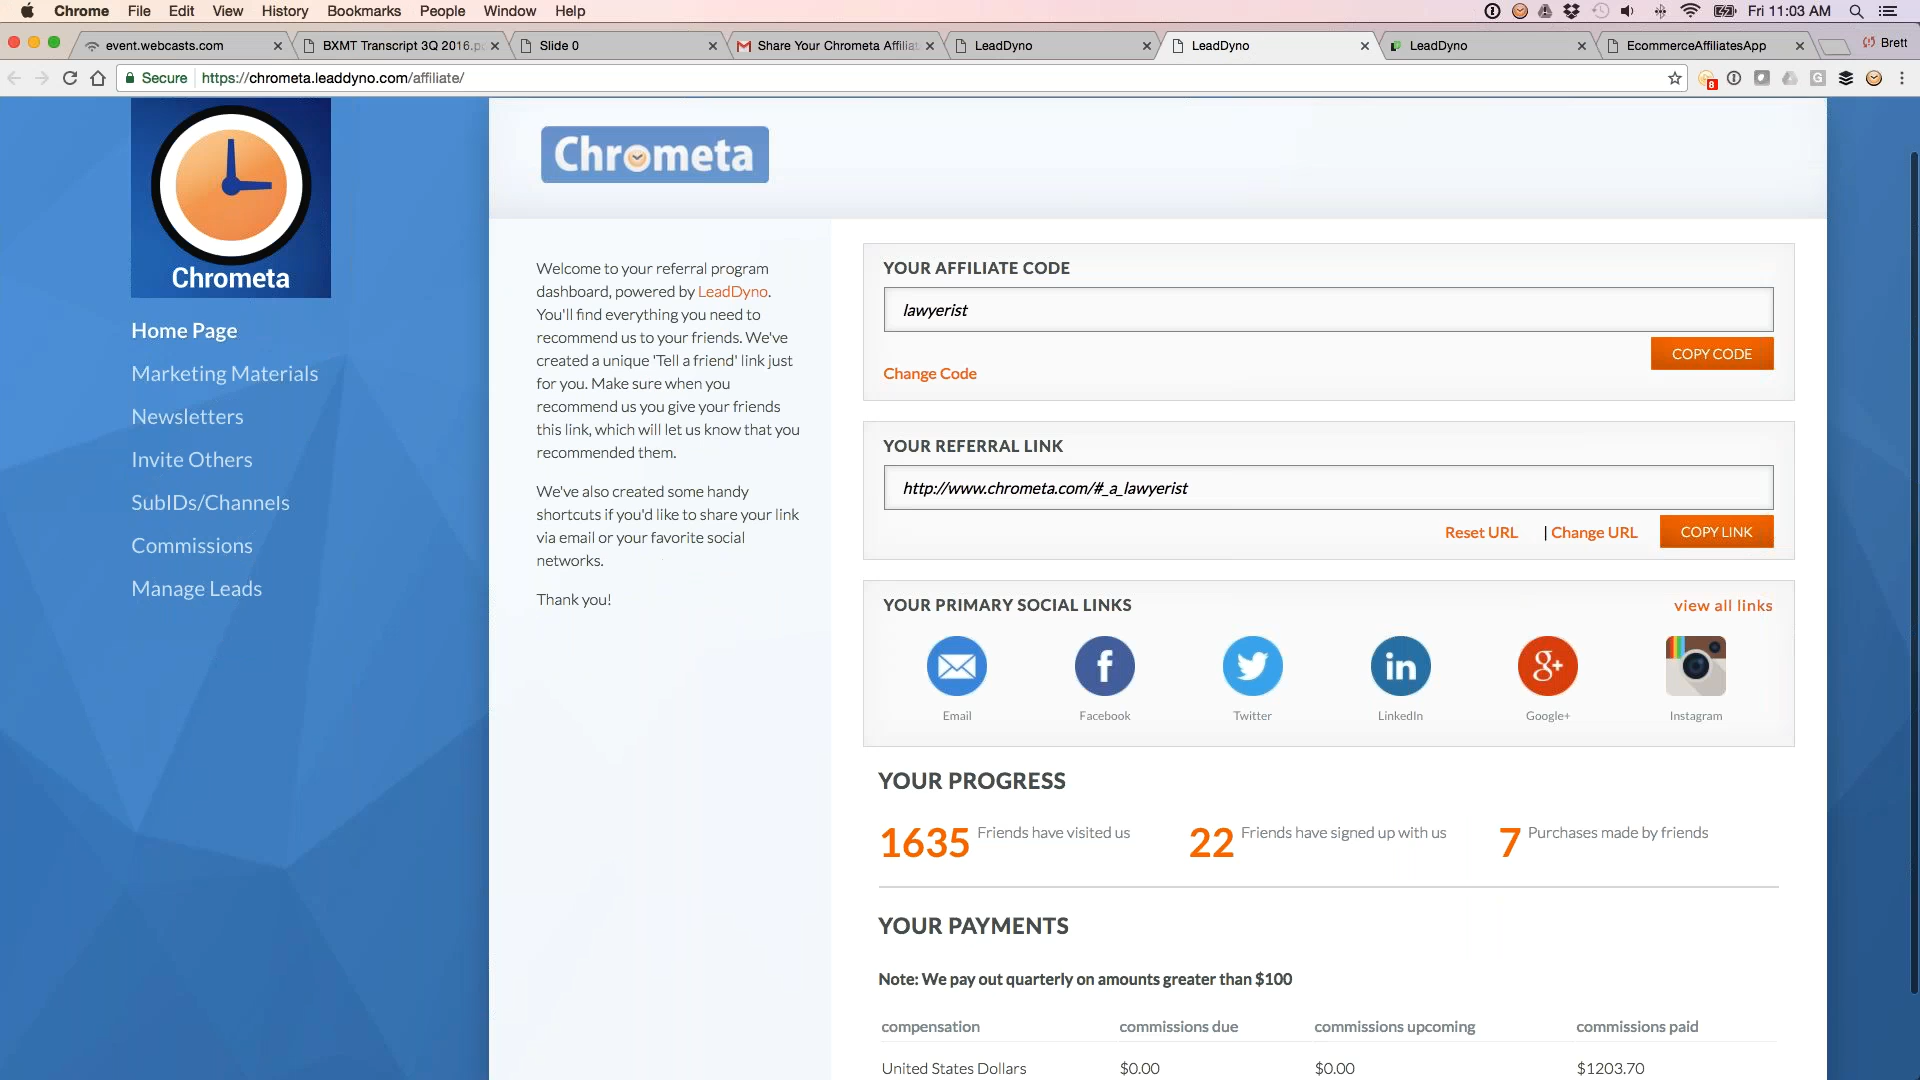 Chrome File Edit View History Bookmarks People Window Help Fri 11:03 AM
event.webcasts.com BXMT Transcript 3Q 2016.p Slide 0 Share Your Chrometa Affilia LeadDyno LeadDyno LeadDyno EcommerceAffiliatesApp Brett
Secure https://chrometa.leaddyno.com/affiliate/ 8
Chrometa
Home Page
Marketing Materials
Newsletters
Invite Others
SubIDs/Channels
Commissions
Manage Leads
Chrometa
Welcome to your referral program
dashboard, powered by LeadDyno.
You'll find everything you need to
recommend us to your friends. We've
created a unique 'Tell a friend' link just
for you. Make sure when you
recommend us you give your friends
this link, which will let us know that you
recommended them.
We've also created some handy
shortcuts if you'd like to share your link
via email or your favorite social
networks.
Thank you!
YOUR AFFILIATE CODE
lawyerist
COPY CODE
Change Code
YOUR REFERRAL LINK
http://www.chrometa.com/#_a_lawyerist
Reset URL | Change URL COPY LINK
YOUR PRIMARY SOCIAL LINKS view all links
Email Facebook Twitter LinkedIn Google+ Instagram
YOUR PROGRESS
1635 Friends have visited us 22 Friends have signed up with us 7 Purchases made by friends
YOUR PAYMENTS
Note: We pay out quarterly on amounts greater than $100
compensation commissions due commissions upcoming commissions paid
United States Dollars $0.00 $0.00 $1203.70